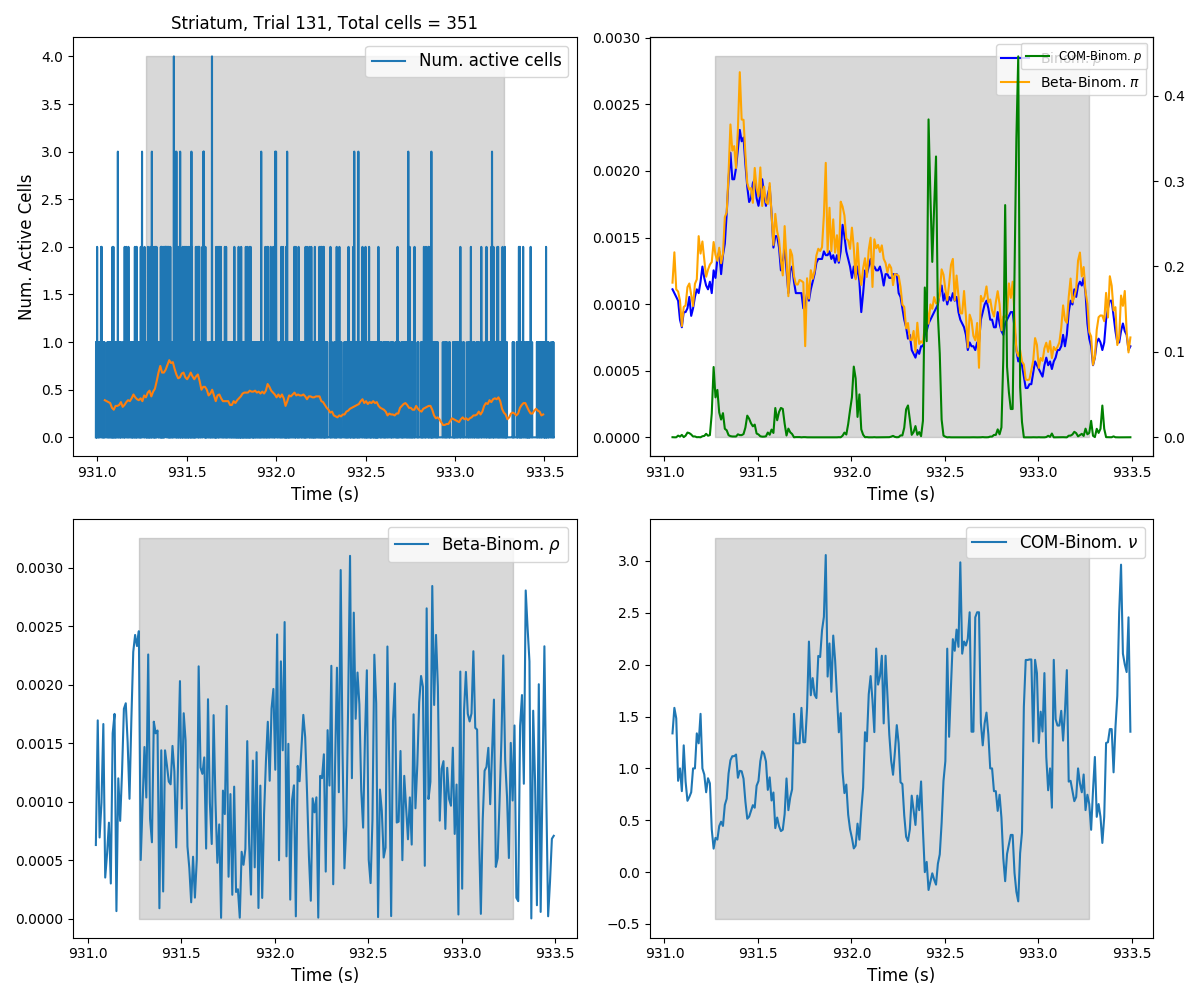 Striatum, Trial 131, Total cells = 351
Num. Active Cells
4.0
3.5
3.0
2.5
2.0
1.5
1.0
0.5
0.0
Num. active cells
931.0 931.5 932.0 932.5 933.0 933.5
Time (s)
0.0030
0.0025
0.0020
0.0015
0.0010
0.0005
0.0000
COM-Binom. p
Beta-Binom. π
0.4
0.3
0.2
0.1
0.0
931.0 931.5 932.0 932.5 933.0 933.5
Time (s)
0.0030
0.0025
0.0020
0.0015
0.0010
0.0005
0.0000
Beta-Binom. ρ
931.0 931.5 932.0 932.5 933.0 933.5
Time (s)
3.0
2.5
2.0
1.5
1.0
0.5
0.0
−0.5
COM-Binom. ν
931.0 931.5 932.0 932.5 933.0 933.5
Time (s)